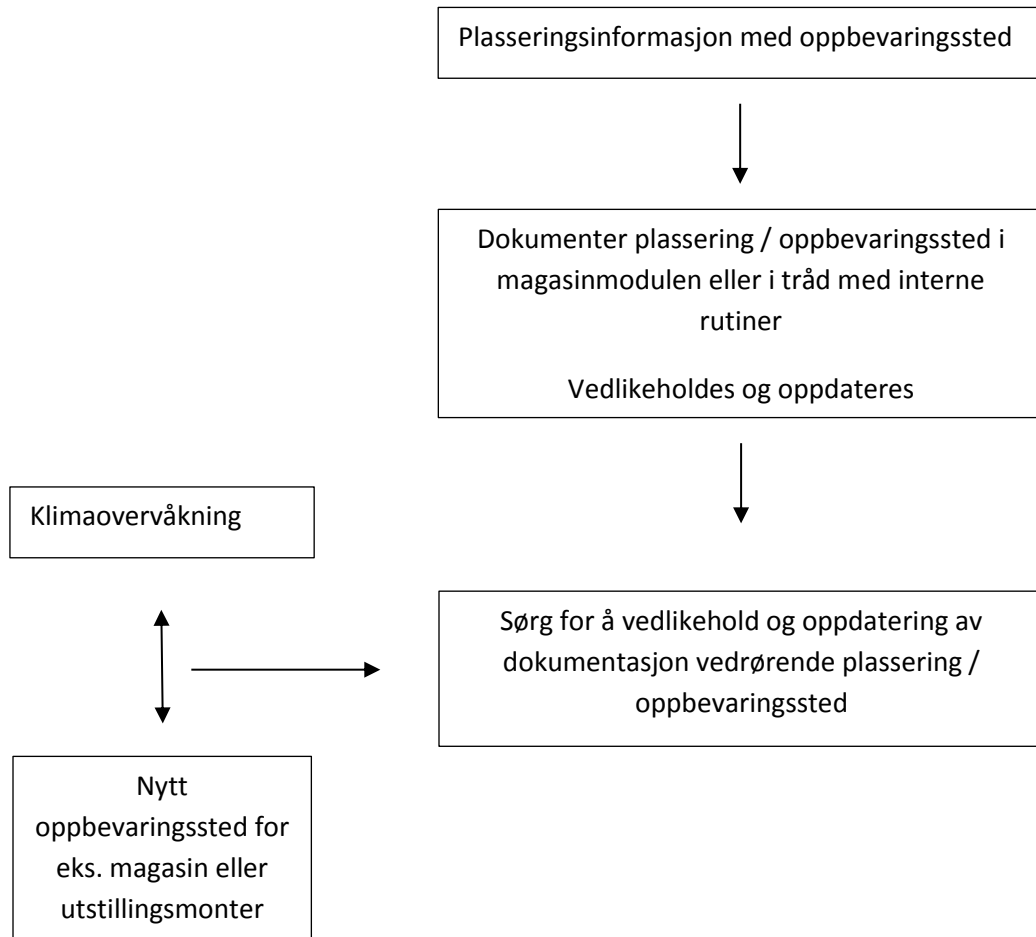 Plasseringsinformasjon med oppbevaringssted
Dokumenter plassering / oppbevaringssted i
magasinmodulen eller i tråd med interne
rutiner
Vedlikeholdes og oppdateres
Klimaovervåkning
Sørg for å vedlikehold og oppdatering av
dokumentasjon vedrørende plassering /
oppbevaringssted
Nytt
oppbevaringssted for
eks. magasin eller
utstillingsmonter